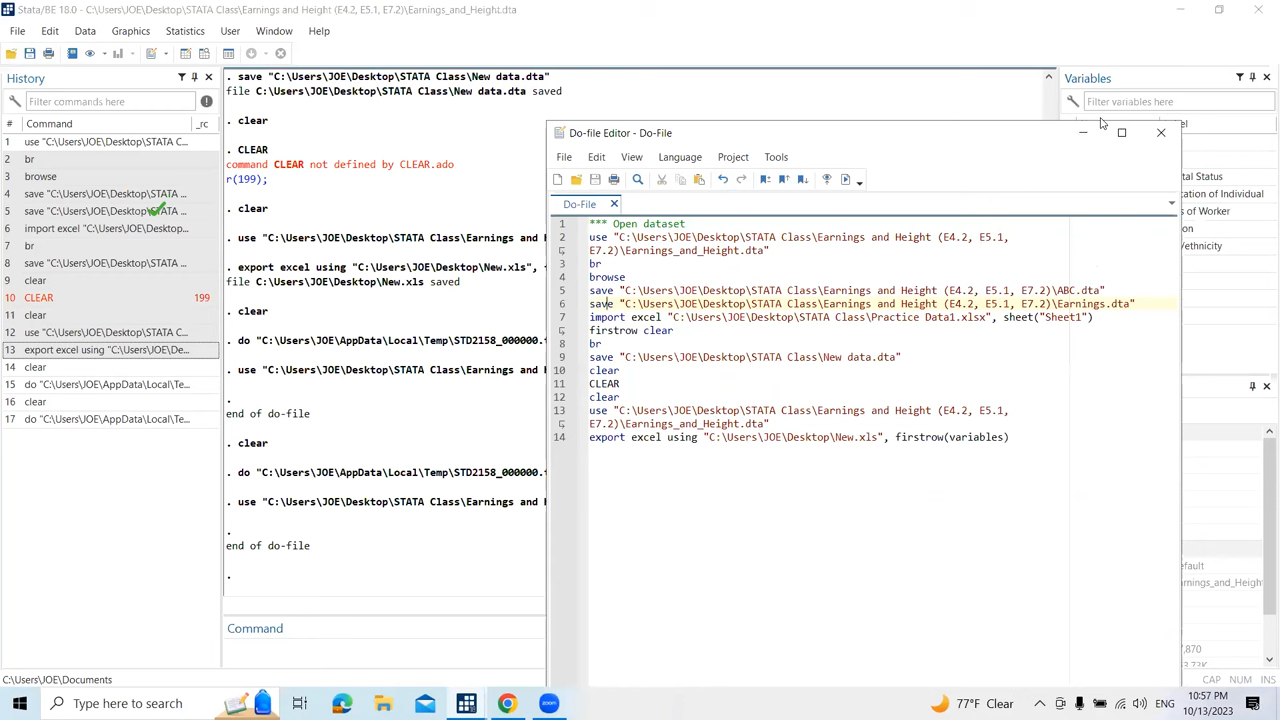 Stata/BE 18.0 - C:\Users\JOE\Desktop\STATA Class\Earnings and Height (E4.2, E5.1, E7.2)\Earnings_and_Height.dta
File Edit Data Graphics Statistics User Window Help
History
Filter commands here
# Command _rc
1 use "C:\Users\JOE\Desktop\STATA C...
2 br
3 browse
4 save "C:\Users\JOE\Desktop\STATA ...
5 save "C:\Users\JOE\Desktop\STATA ...
6 import excel "C:\Users\JOE\Desktop...
7 br
8 save "C:\Users\JOE\Desktop\STATA ...
9 clear
10 CLEAR 199
11 clear
12 use "C:\Users\JOE\Desktop\STATA C...
13 export excel using "C:\Users\JOE\De...
14 clear
15 do "C:\Users\JOE\AppData\Local\Te...
16 clear
17 do "C:\Users\JOE\AppData\Local\Te...
. save "C:\Users\JOE\Desktop\STATA Class\New data.dta"
file C:\Users\JOE\Desktop\STATA Class\New data.dta saved
. clear
. CLEAR
command CLEAR not defined by CLEAR.ado
r(199);
. clear
. use "C:\Users\JOE\Desktop\STATA Class\Earnings and H
. export excel using "C:\Users\JOE\Desktop\New.xls", f
file C:\Users\JOE\Desktop\New.xls saved
. clear
. do "C:\Users\JOE\AppData\Local\Temp\STD2158_000000.t
. use "C:\Users\JOE\Desktop\STATA Class\Earnings and H
.
end of do-file
. clear
. do "C:\Users\JOE\AppData\Local\Temp\STD2158_000000.t
. use "C:\Users\JOE\Desktop\STATA Class\Earnings and H
.
end of do-file
.
Command
Do-file Editor - Do-File
File Edit View Language Project Tools
Do-File
1 *** Open dataset
2 use "C:\Users\JOE\Desktop\STATA Class\Earnings and Height (E4.2, E5.1,
E7.2)\Earnings_and_Height.dta"
3 br
4 browse
5 save "C:\Users\JOE\Desktop\STATA Class\Earnings and Height (E4.2, E5.1, E7.2)\ABC.dta"
6 save "C:\Users\JOE\Desktop\STATA Class\Earnings and Height (E4.2, E5.1, E7.2)\Earnings.dta"
7 import excel "C:\Users\JOE\Desktop\STATA Class\Practice Data1.xlsx", sheet("Sheet1")
firstrow clear
8 br
9 save "C:\Users\JOE\Desktop\STATA Class\New data.dta"
10 clear
11 CLEAR
12 clear
13 use "C:\Users\JOE\Desktop\STATA Class\Earnings and Height (E4.2, E5.1,
E7.2)\Earnings_and_Height.dta"
14 export excel using "C:\Users\JOE\Desktop\New.xls", firstrow(variables)
Variables
Filter variables here
el
tal Status
cation of Individual
s of Worker
on
/ethnicity
efault
arnings_and_Height
7,870
CAP NUM INS
C:\Users\JOE\Documents
Type here to search
zoom
77°F Clear
ENG
10:57 PM
10/13/2023